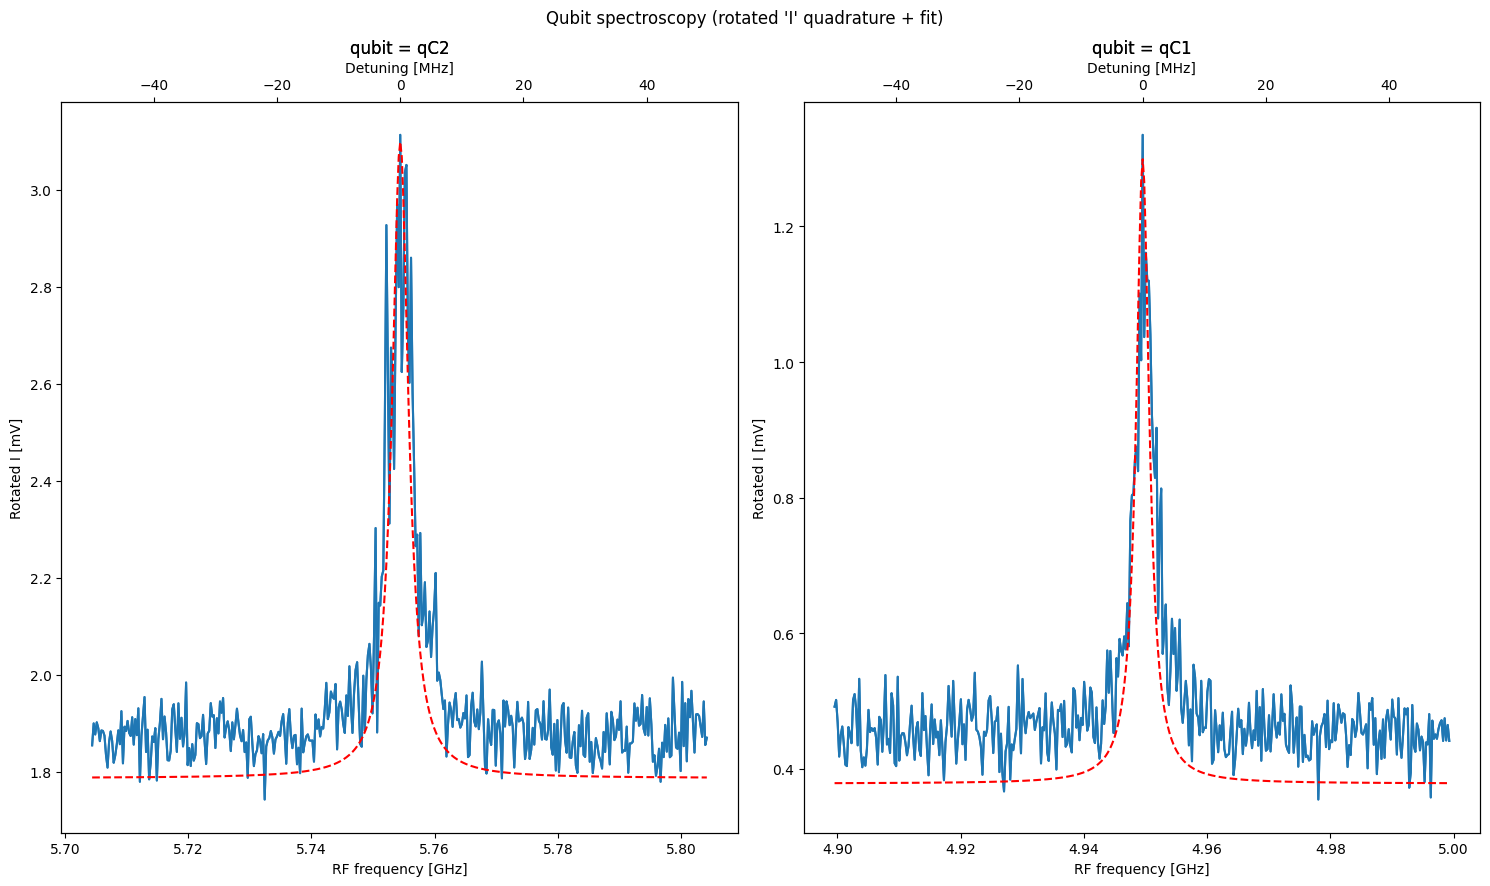 Qubit spectroscopy (rotated 'I' quadrature + fit)
qubit = qC2
Detuning [MHz]
−40 −20 0 20 40
Rotated I [mV]
3.0
2.8
2.6
2.4
2.2
2.0
1.8
5.70 5.72 5.74 5.76 5.78 5.80
RF frequency [GHz]
qubit = qC1
Detuning [MHz]
−40 −20 0 20 40
Rotated I [mV]
1.2
1.0
0.8
0.6
0.4
4.90 4.92 4.94 4.96 4.98 5.00
RF frequency [GHz]